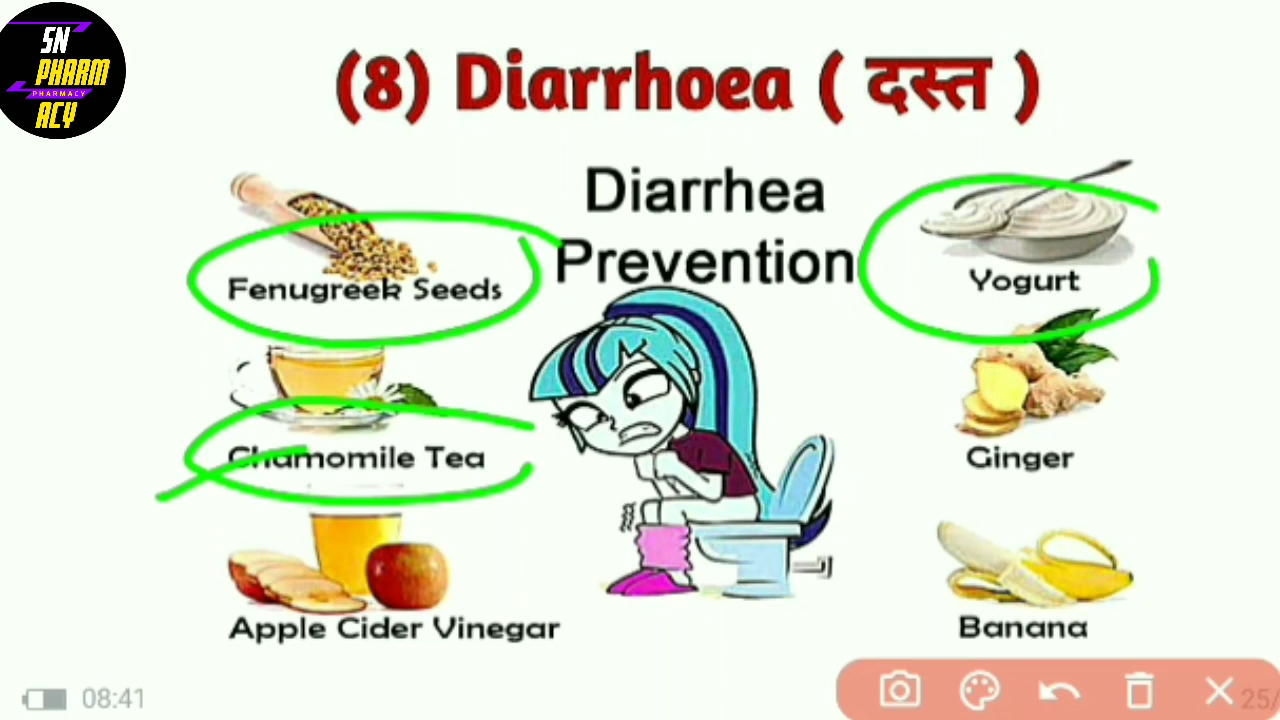 SN
PHARM
PHARMACY
ACY
(8) Diarrhoea ( दस्त )
Diarrhea
Prevention
Fenugreek Seeds
Yogurt
Chamomile Tea
Ginger
Apple Cider Vinegar
Banana
08:41
25/